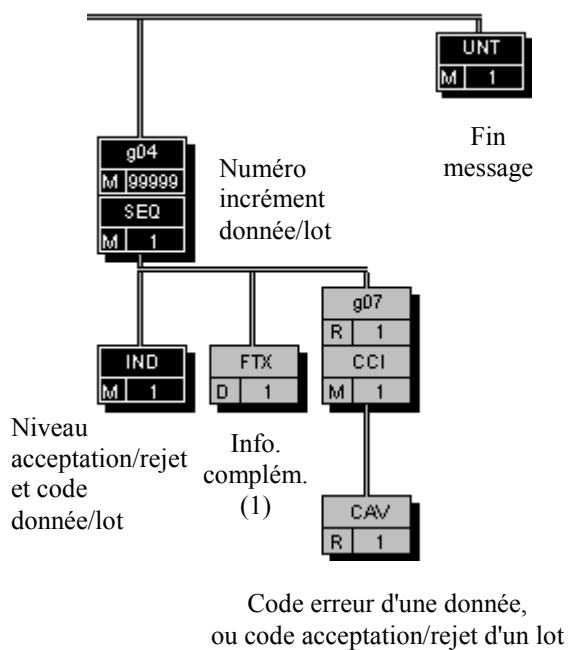 UNT
M 1
Fin
message
g04
M 99999
SEQ
M 1
Numéro
incrément
donnée/lot
IND
M 1
Niveau
acceptation/rejet
et code
donnée/lot
FTX
D 1
Info.
complém.
(1)
g07
R 1
CCI
M 1
CAV
R 1
Code erreur d'une donnée,
ou code acceptation/rejet d'un lot